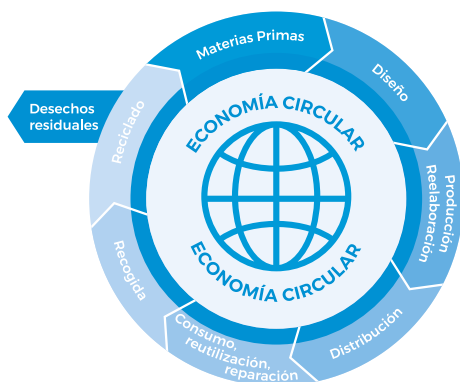 Materias Primas
Diseño
Producción
Reelaboración
Distribución
Consumo,
reutilización,
reparación
Recogida
Reciclado
Desechos
residuales
ECONOMÍA CIRCULAR
ECONOMÍA CIRCULAR